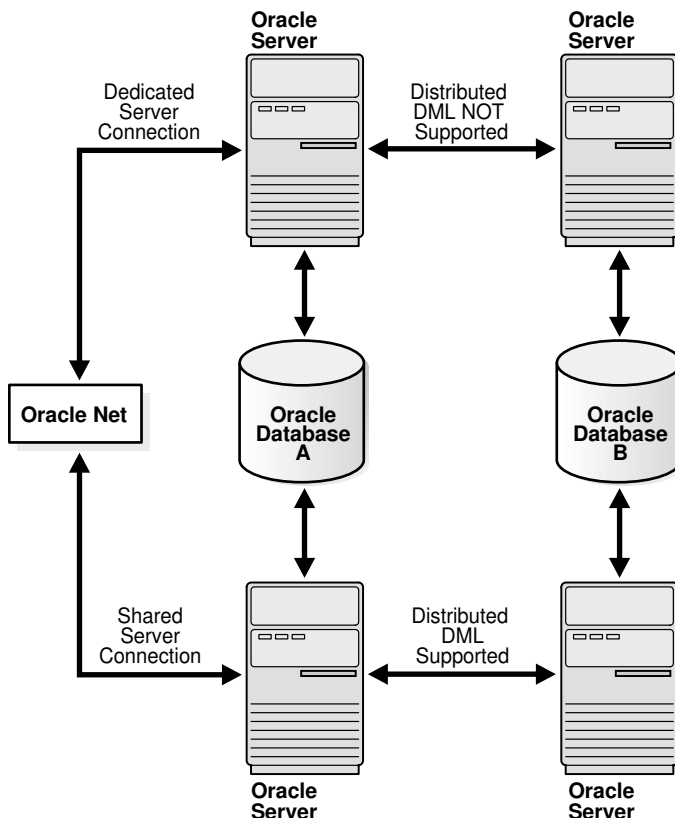 Oracle
Server
Oracle
Server
Dedicated
Server
Connection
Distributed
DML NOT
Supported
Oracle Net
Oracle
Database
A
Oracle
Database
B
Shared
Server
Connection
Distributed
DML
Supported
Oracle
Server
Oracle
Server